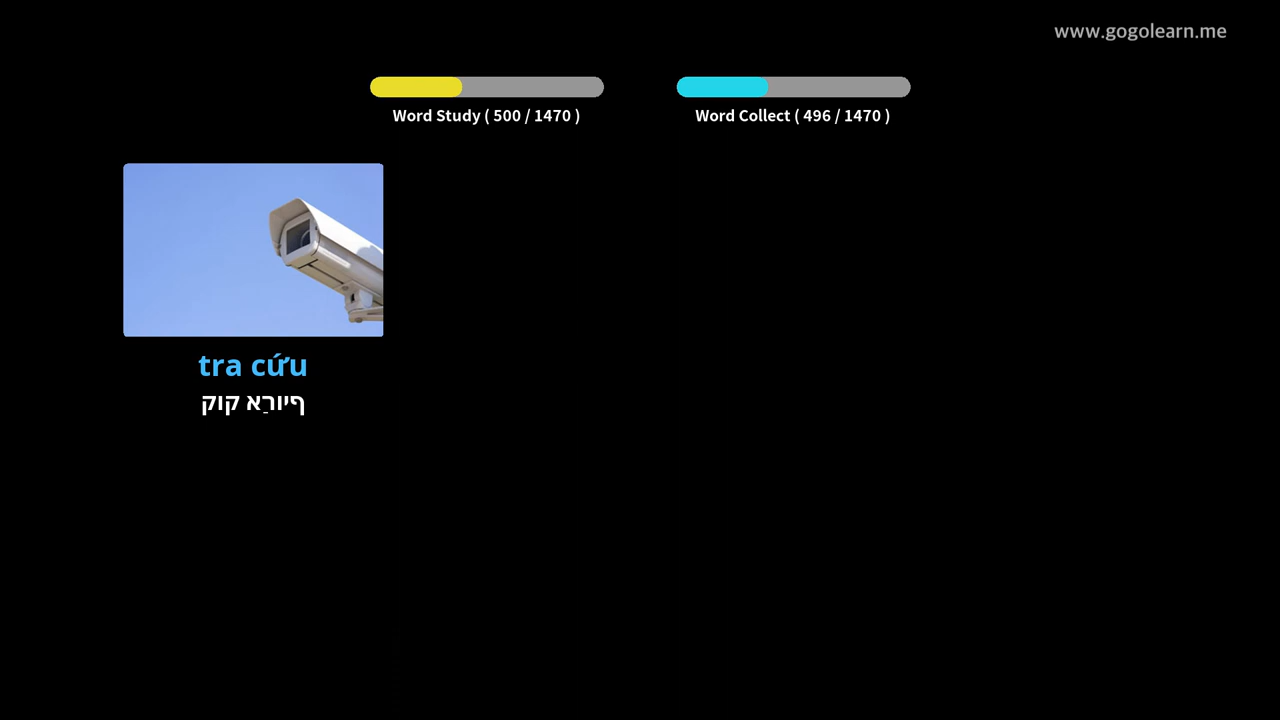 www.gogolearn.me
Word Study ( 500 / 1470 )
Word Collect ( 496 / 1470 )
tra cứu
קוק אַרויף